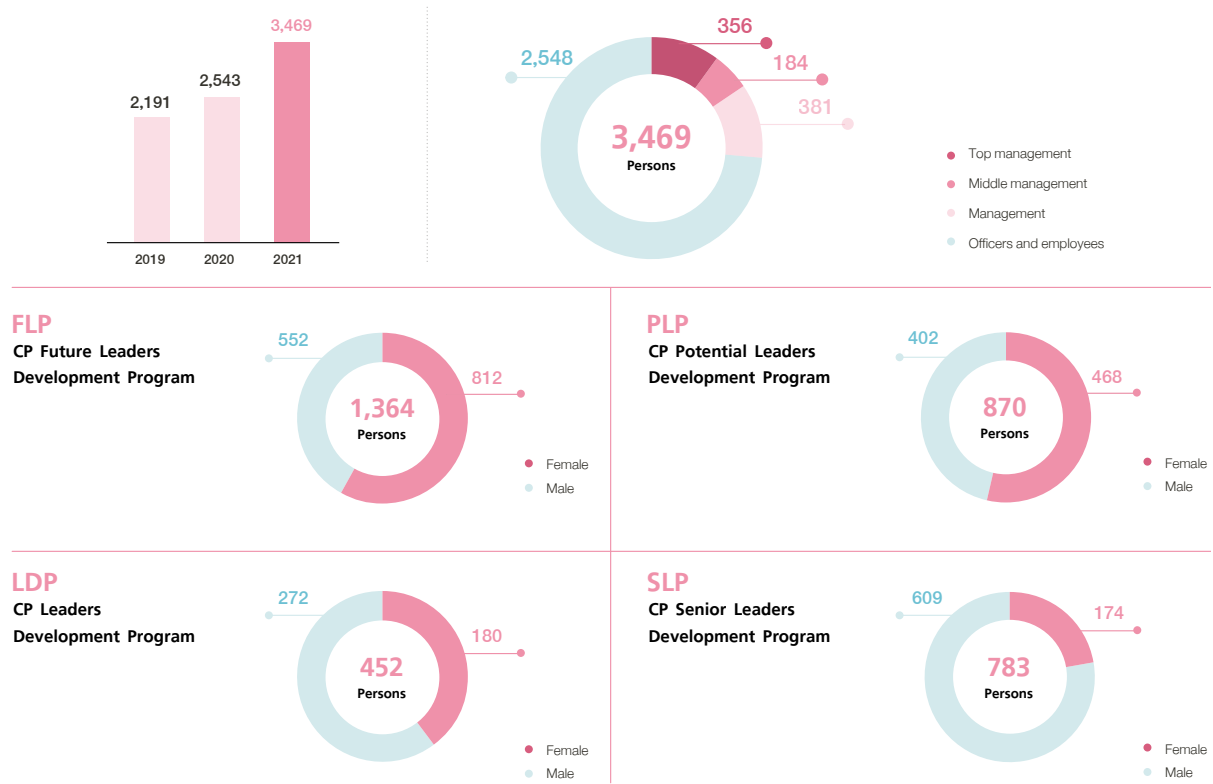 3,469
2,543
2,191
2019 2020 2021
356
2,548
184
381
3,469
Persons
Top management
Middle management
Management
Officers and employees
FLP
CP Future Leaders
Development Program
552
812
1,364
Persons
Female
Male
PLP
CP Potential Leaders
Development Program
402
468
870
Persons
Female
Male
LDP
CP Leaders
Development Program
272
180
452
Persons
Female
Male
SLP
CP Senior Leaders
Development Program
609
174
783
Persons
Female
Male